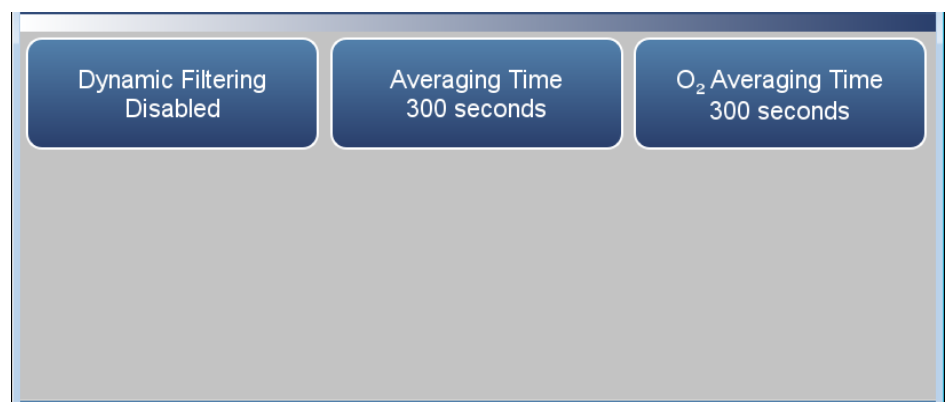 Dynamic Filtering
Disabled
Averaging Time
300 seconds
O₂ Averaging Time
300 seconds